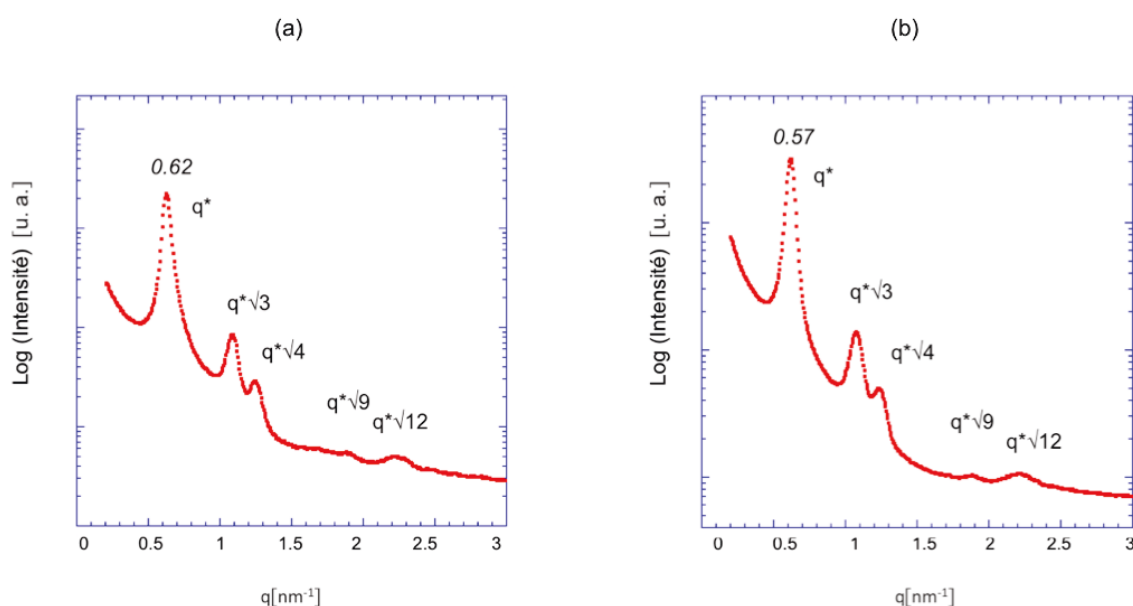 (a)
0.62
q*
q*√3
q*√4
q*√9
q*√12
Log (Intensité) [u. a.]
0 0.5 1 1.5 2 2.5 3
q[nm⁻¹]
(b)
0.57
q*
q*√3
q*√4
q*√9
q*√12
Log (Intensité) [u. a.]
0 0.5 1 1.5 2 2.5 3
q[nm⁻¹]